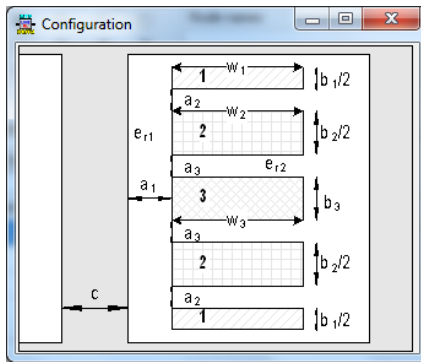 Configuration
w1
1
b1/2
a2
w2
er1
2
b2/2
a3
er2
a1
3
b3
w3
a3
2
b2/2
c
a2
1
b1/2